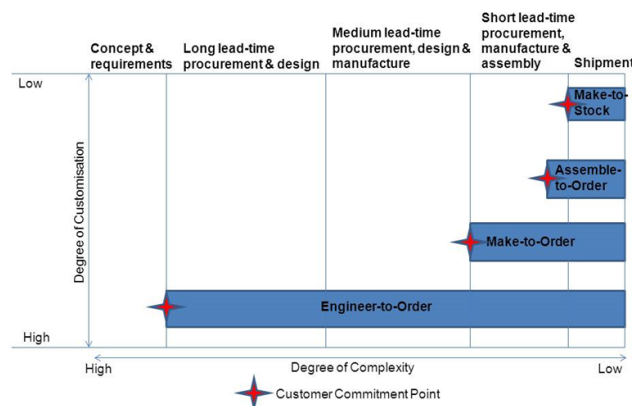 Concept &
requirements
Long lead-time
procurement & design
Medium lead-time
procurement, design &
manufacture
Short lead-time
procurement,
manufacture &
assembly
Shipment
Low
Make-to-
Stock
Assemble-
to-Order
Make-to-Order
Engineer-to-Order
Degree of Customisation
High
High
Degree of Complexity
Low
Customer Commitment Point